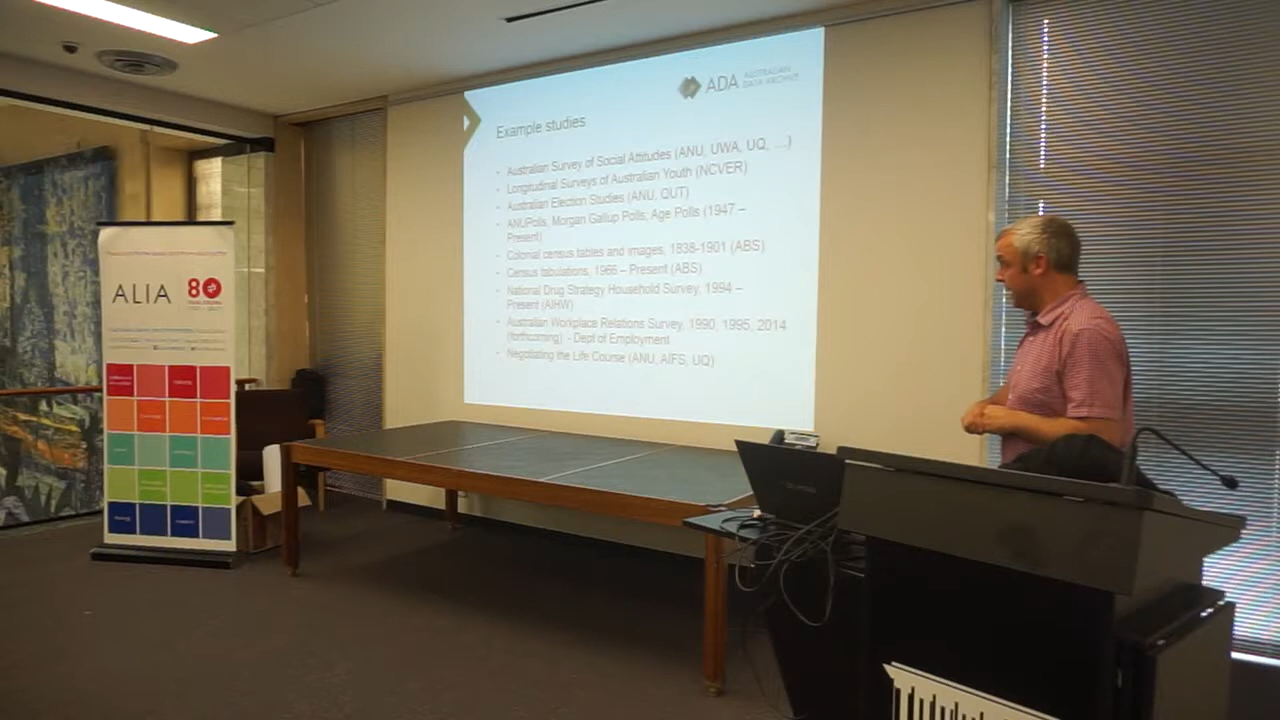 ADA AUSTRALIAN
DATA ARCHIVE
Example studies
- Australian Survey of Social Attitudes (ANU, UWA, UQ, …)
- Longitudinal Surveys of Australian Youth (NCVER)
- Australian Election Studies (ANU, QUT)
- ANUPolls, Morgan Gallup Polls, Age Polls (1947 –
Present)
- Colonial census tables and images, 1838-1901 (ABS)
- Census tabulations, 1966 – Present (ABS)
- National Drug Strategy Household Survey, 1994 –
Present (AIHW)
- Australian Workplace Relations Survey, 1990, 1995, 2014
(forthcoming) - Dept of Employment
- Negotiating the Life Course (ANU, AIFS, UQ)
ALIA
80